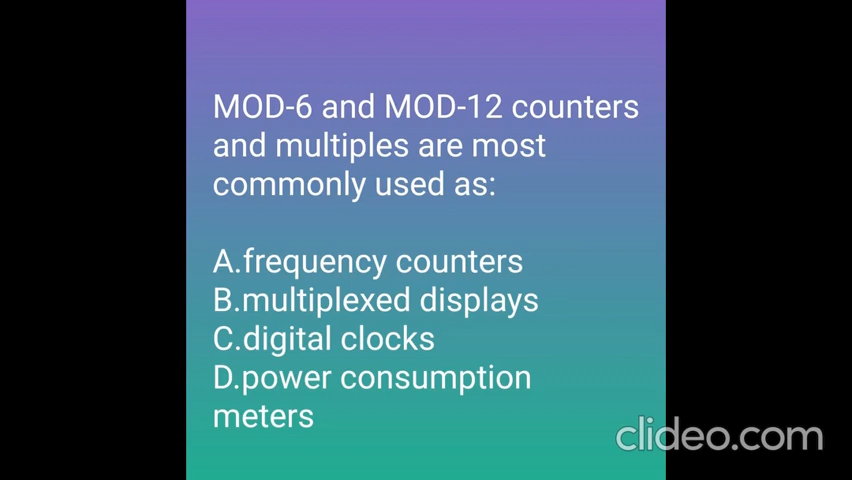 MOD-6 and MOD-12 counters
and multiples are most
commonly used as:
A.frequency counters
B.multiplexed displays
C.digital clocks
D.power consumption
meters
clideo.com